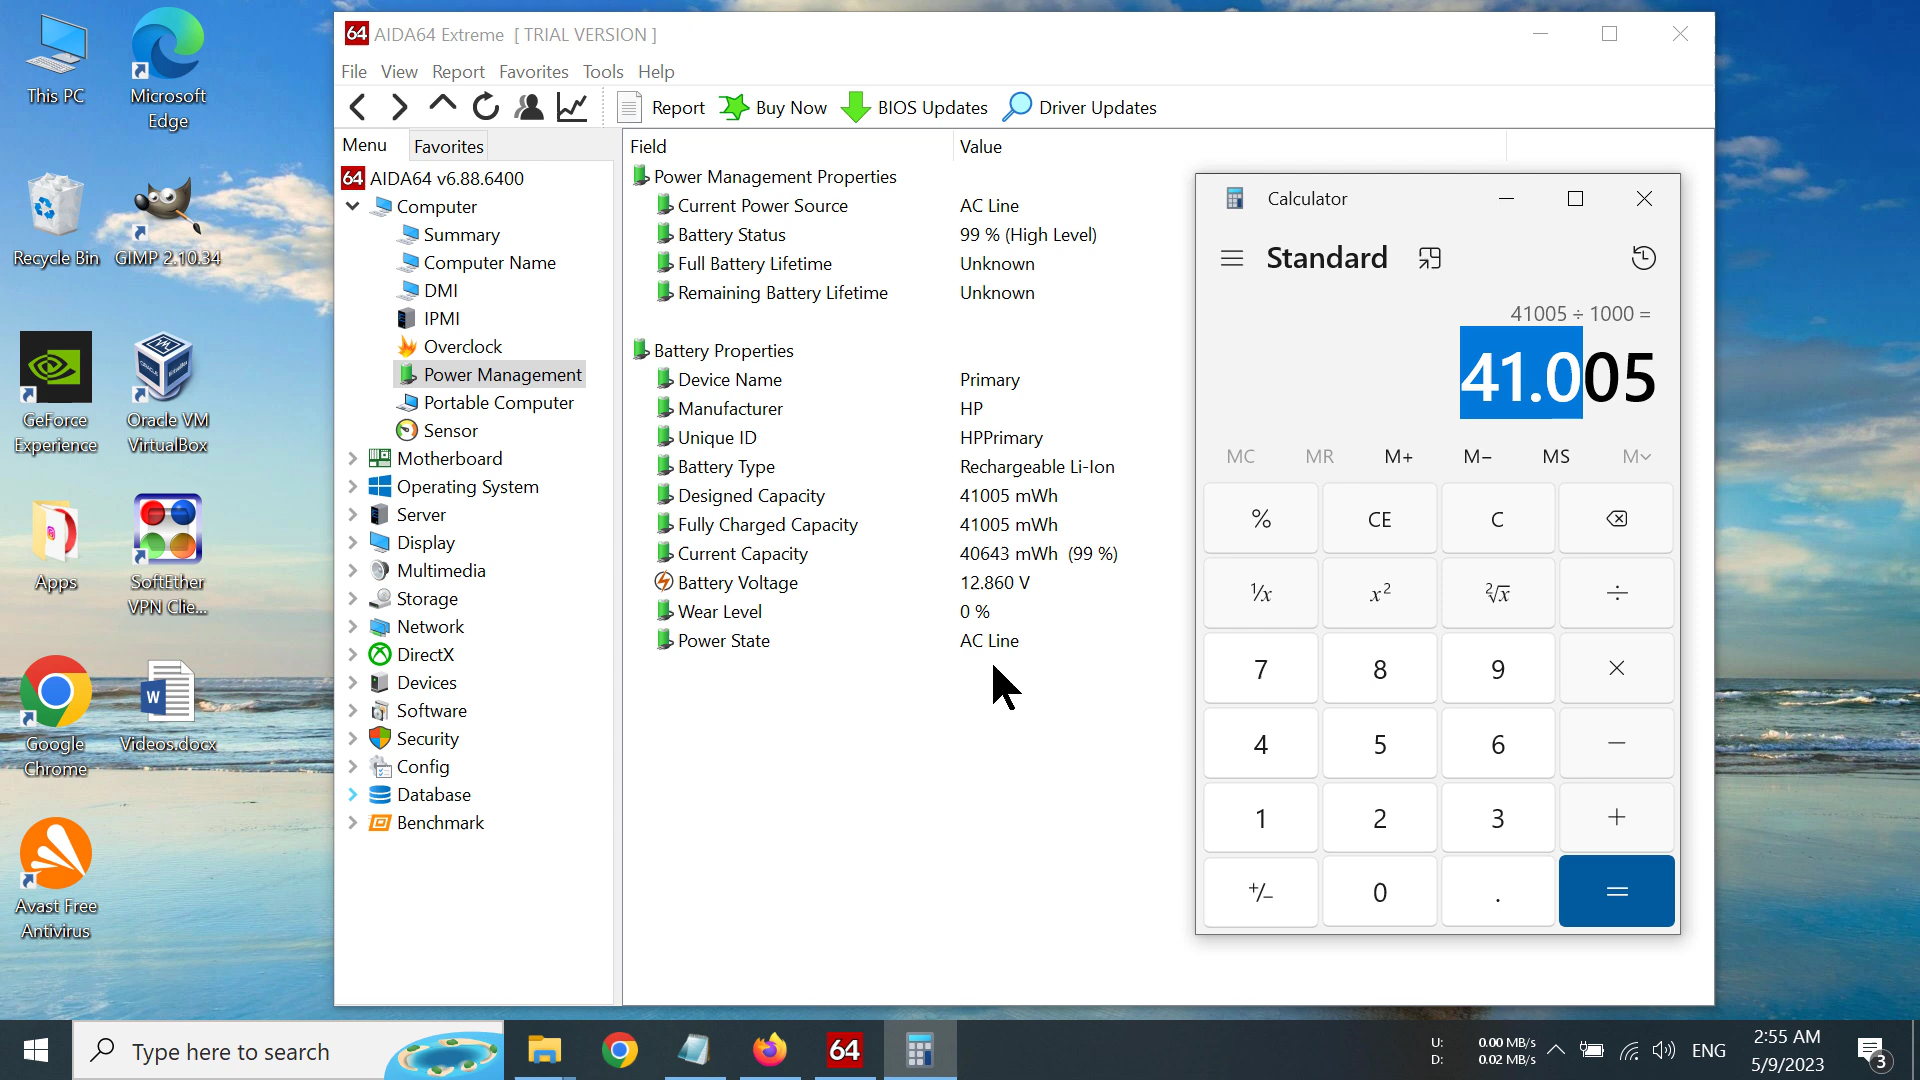 This PC
Microsoft
Edge
Recycle Bin
GIMP 2.10.34
GeForce
Experience
Oracle VM
VirtualBox
Apps
SoftEther
VPN Clie...
Google
Chrome
W
Videos.docx
Avast Free
Antivirus
64 AIDA64 Extreme [ TRIAL VERSION ]
File View Report Favorites Tools Help
Report Buy Now BIOS Updates Driver Updates
Menu Favorites
64 AIDA64 v6.88.6400
Computer
Summary
Computer Name
DMI
IPMI
Overclock
Power Management
Portable Computer
Sensor
Motherboard
Operating System
Server
Display
Multimedia
Storage
Network
DirectX
Devices
Software
Security
Config
Database
Benchmark
Field Value
Power Management Properties
Current Power Source AC Line
Battery Status 99 % (High Level)
Full Battery Lifetime Unknown
Remaining Battery Lifetime Unknown
Battery Properties
Device Name Primary
Manufacturer HP
Unique ID HPPrimary
Battery Type Rechargeable Li-Ion
Designed Capacity 41005 mWh
Fully Charged Capacity 41005 mWh
Current Capacity 40643 mWh (99 %)
Battery Voltage 12.860 V
Wear Level 0 %
Power State AC Line
Calculator
Standard
41005 ÷ 1000 =
41.005
MC MR M+ M− MS M˅
% CE C
¹/x x² ²√x ÷
7 8 9 ×
4 5 6 −
1 2 3 +
+/− 0 . =
Type here to search
64
U: 0.00 MB/s
D: 0.02 MB/s
ENG
2:55 AM
5/9/2023
3